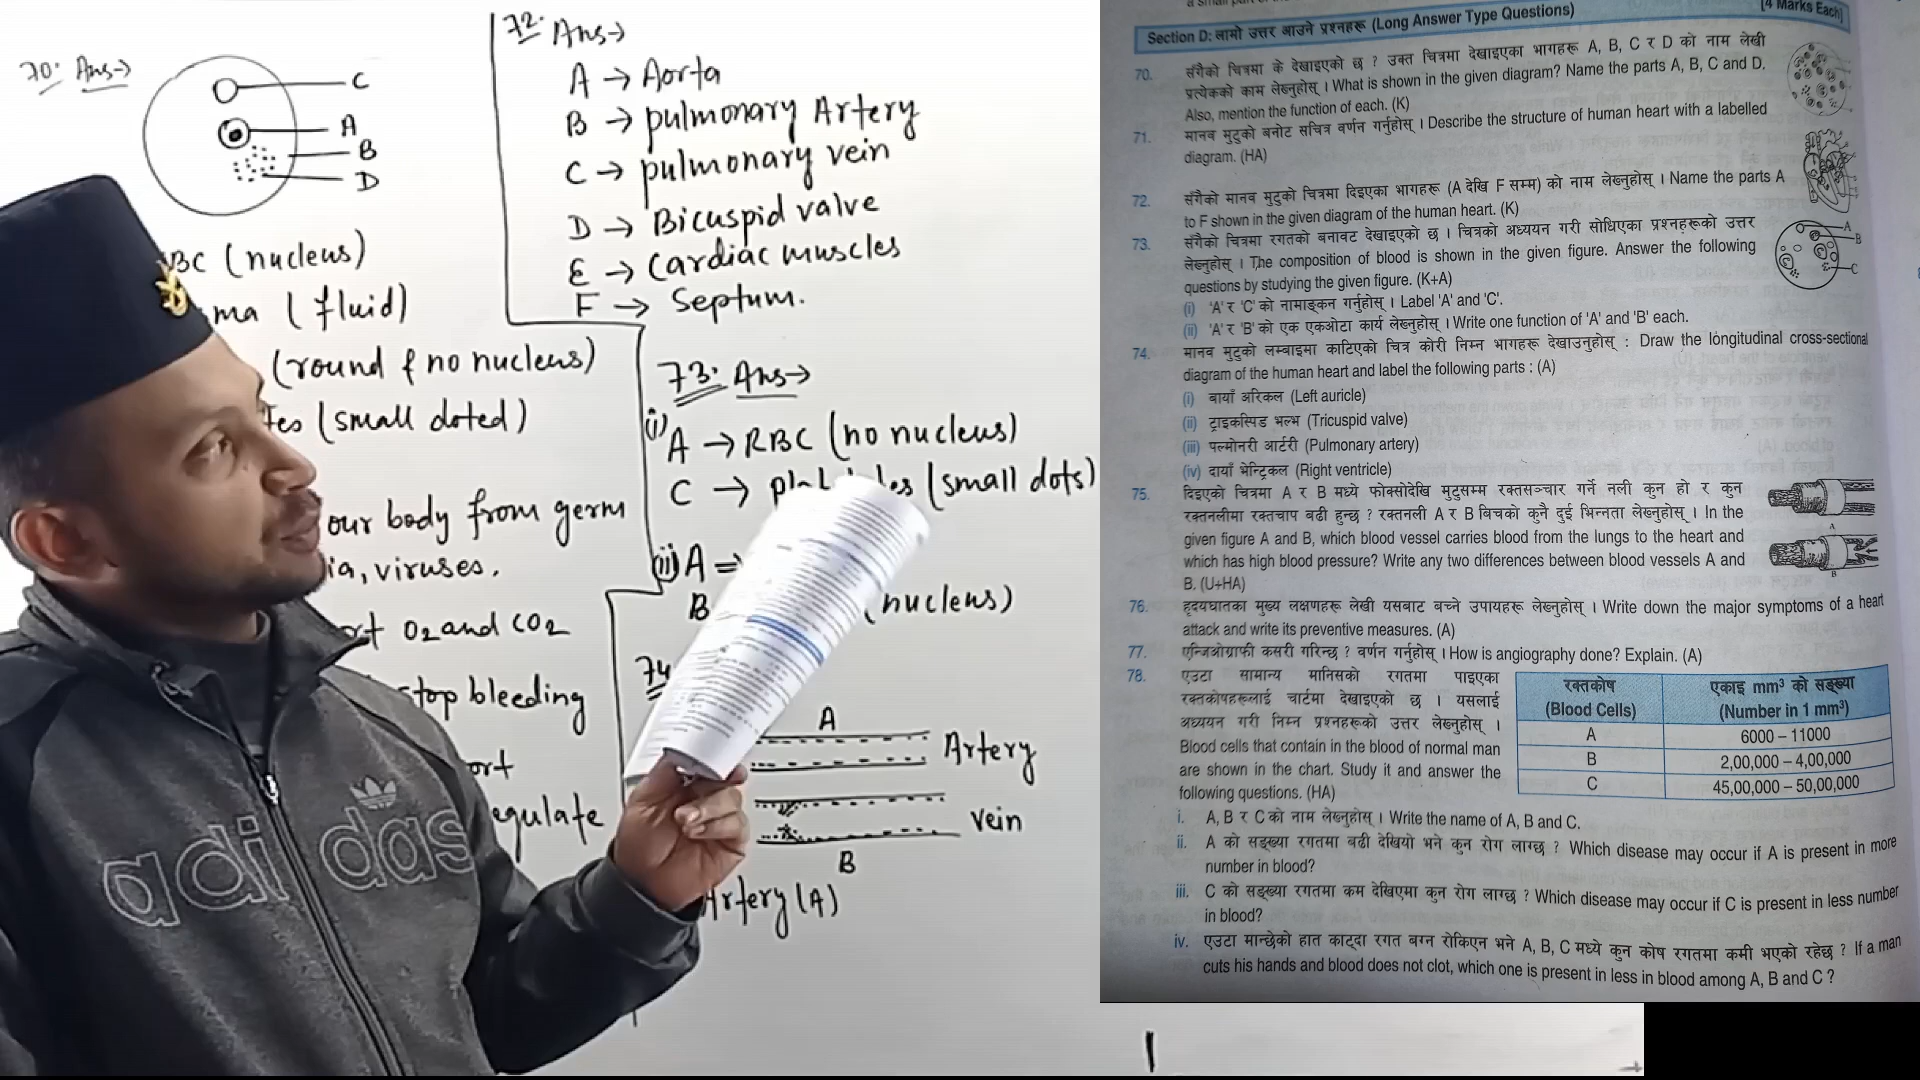 70. Ans→
C
A
B
D
BC (nucleus)
ma (fluid)
(round & no nucleus)
tes (small doted)
our body from germ
ia, viruses.
ort O2 and CO2
stop bleeding
ort
egulate
adidas
72. Ans→
A → Aorta
B → pulmonary Artery
C → pulmonary vein
D → Bicuspid valve
E → Cardiac muscles
F → Septum.
73. Ans→
(i) A → RBC (no nucleus)
C → (small dots)
(ii) A ⇒
B (nucleus)
74
A
Artery
vein
B
Artery (A)
[4 Marks Each]
Section D: लामो उत्तर आउने प्रश्नहरू (Long Answer Type Questions)
70. सँगैको चित्रमा के देखाइएको छ ? उक्त चित्रमा देखाइएका भागहरू A, B, C र D को नाम लेखी
प्रत्येकको काम लेख्नुहोस् । What is shown in the given diagram? Name the parts A, B, C and D.
Also, mention the function of each. (K)
71. मानव मुटुको बनोट सचित्र वर्णन गर्नुहोस् । Describe the structure of human heart with a labelled
diagram. (HA)
72. सँगैको मानव मुटुको चित्रमा दिइएका भागहरू (A देखि F सम्म) को नाम लेख्नुहोस् । Name the parts A
to F shown in the given diagram of the human heart. (K)
73. सँगैको चित्रमा रगतको बनावट देखाइएको छ । चित्रको अध्ययन गरी सोधिएका प्रश्नहरूको उत्तर
लेख्नुहोस् । The composition of blood is shown in the given figure. Answer the following
questions by studying the given figure. (K+A)
A
B
C
(i) 'A' र 'C' को नामाङ्कन गर्नुहोस् । Label 'A' and 'C'.
(ii) 'A' र 'B' को एक एकओटा कार्य लेख्नुहोस् । Write one function of 'A' and 'B' each.
74. मानव मुटुको लम्बाइमा काटिएको चित्र कोरी निम्न भागहरू देखाउनुहोस् : Draw the longitudinal cross-sectional
diagram of the human heart and label the following parts : (A)
(i) बायाँ अरिकल (Left auricle)
(ii) ट्राइकस्पिड भल्भ (Tricuspid valve)
(iii) पल्मोनरी आर्टरी (Pulmonary artery)
(iv) दायाँ भेन्ट्रिकल (Right ventricle)
75. दिइएको चित्रमा A र B मध्ये फोक्सोदेखि मुटुसम्म रक्तसञ्चार गर्ने नली कुन हो र कुन
रक्तनलीमा रक्तचाप बढी हुन्छ ? रक्तनली A र B बिचको कुनै दुई भिन्नता लेख्नुहोस् । In the
given figure A and B, which blood vessel carries blood from the lungs to the heart and
which has high blood pressure? Write any two differences between blood vessels A and
B. (U+HA)
A
B
76. हृदयघातका मुख्य लक्षणहरू लेखी यसबाट बच्ने उपायहरू लेख्नुहोस् । Write down the major symptoms of a heart
attack and write its preventive measures. (A)
77. एन्जिओग्राफी कसरी गरिन्छ ? वर्णन गर्नुहोस् । How is angiography done? Explain. (A)
78. एउटा सामान्य मानिसको रगतमा पाइएका
रक्तकोषहरूलाई चार्टमा देखाइएको छ । यसलाई
अध्ययन गरी निम्न प्रश्नहरूको उत्तर लेख्नुहोस् ।
Blood cells that contain in the blood of normal man
are shown in the chart. Study it and answer the
following questions. (HA)
रक्तकोष एकाइ mm³ को सङ्ख्या
(Blood Cells) (Number in 1 mm³)
A 6000 – 11000
B 2,00,000 – 4,00,000
C 45,00,000 – 50,00,000
i. A, B र C को नाम लेख्नुहोस् । Write the name of A, B and C.
ii. A को सङ्ख्या रगतमा बढी देखियो भने कुन रोग लाग्छ ? Which disease may occur if A is present in more
number in blood?
iii. C को सङ्ख्या रगतमा कम देखिएमा कुन रोग लाग्छ ? Which disease may occur if C is present in less number
in blood?
iv. एउटा मान्छेको हात काट्दा रगत बग्न रोकिएन भने A, B, C मध्ये कुन कोष रगतमा कमी भएको रहेछ ? If a man
cuts his hands and blood does not clot, which one is present in less in blood among A, B and C ?